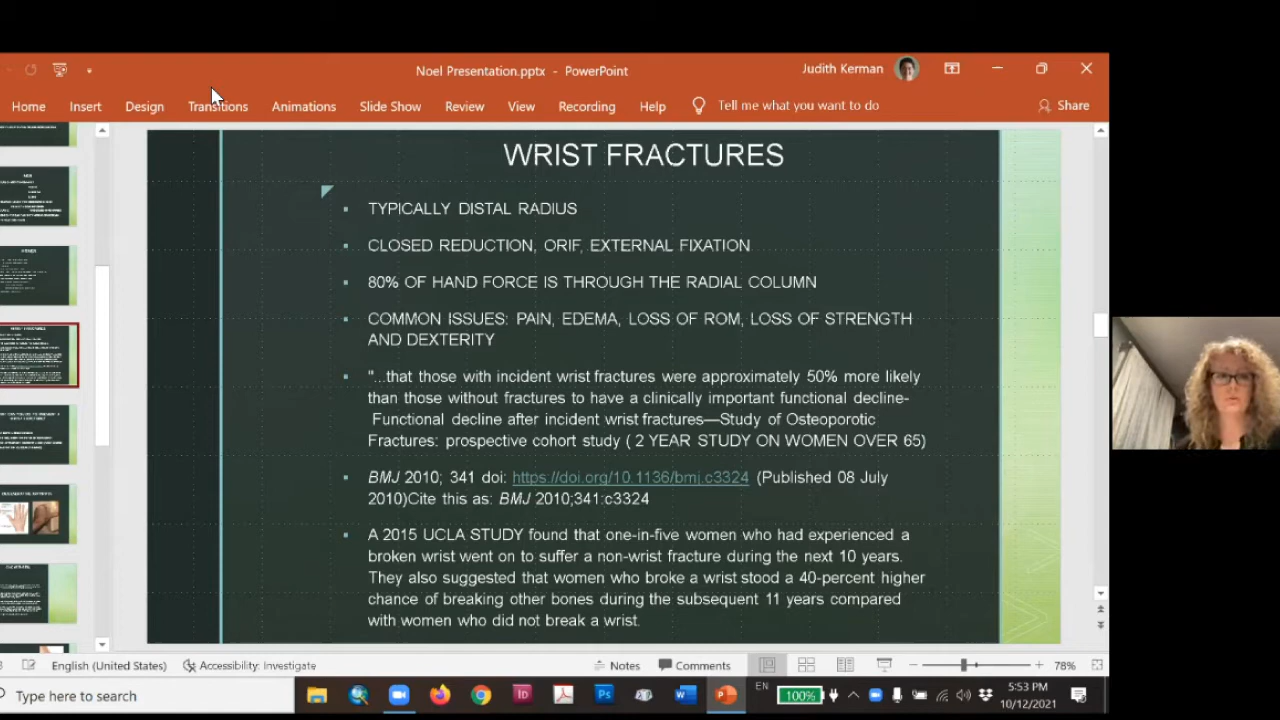 Noel Presentation.pptx - PowerPoint
Judith Kerman
Home Insert Design Transitions Animations Slide Show Review View Recording Help Tell me what you want to do Share
WRIST FRACTURES
TYPICALLY DISTAL RADIUS
CLOSED REDUCTION, ORIF, EXTERNAL FIXATION
80% OF HAND FORCE IS THROUGH THE RADIAL COLUMN
COMMON ISSUES: PAIN, EDEMA, LOSS OF ROM, LOSS OF STRENGTH
AND DEXTERITY
"...that those with incident wrist fractures were approximately 50% more likely
than those without fractures to have a clinically important functional decline-
Functional decline after incident wrist fractures—Study of Osteoporotic
Fractures: prospective cohort study ( 2 YEAR STUDY ON WOMEN OVER 65)
BMJ 2010; 341 doi: https://doi.org/10.1136/bmj.c3324 (Published 08 July
2010)Cite this as: BMJ 2010;341:c3324
A 2015 UCLA STUDY found that one-in-five women who had experienced a
broken wrist went on to suffer a non-wrist fracture during the next 10 years.
They also suggested that women who broke a wrist stood a 40-percent higher
chance of breaking other bones during the subsequent 11 years compared
with women who did not break a wrist.
English (United States) Accessibility: Investigate Notes Comments 78%
Type here to search
EN 100% 5:53 PM
10/12/2021